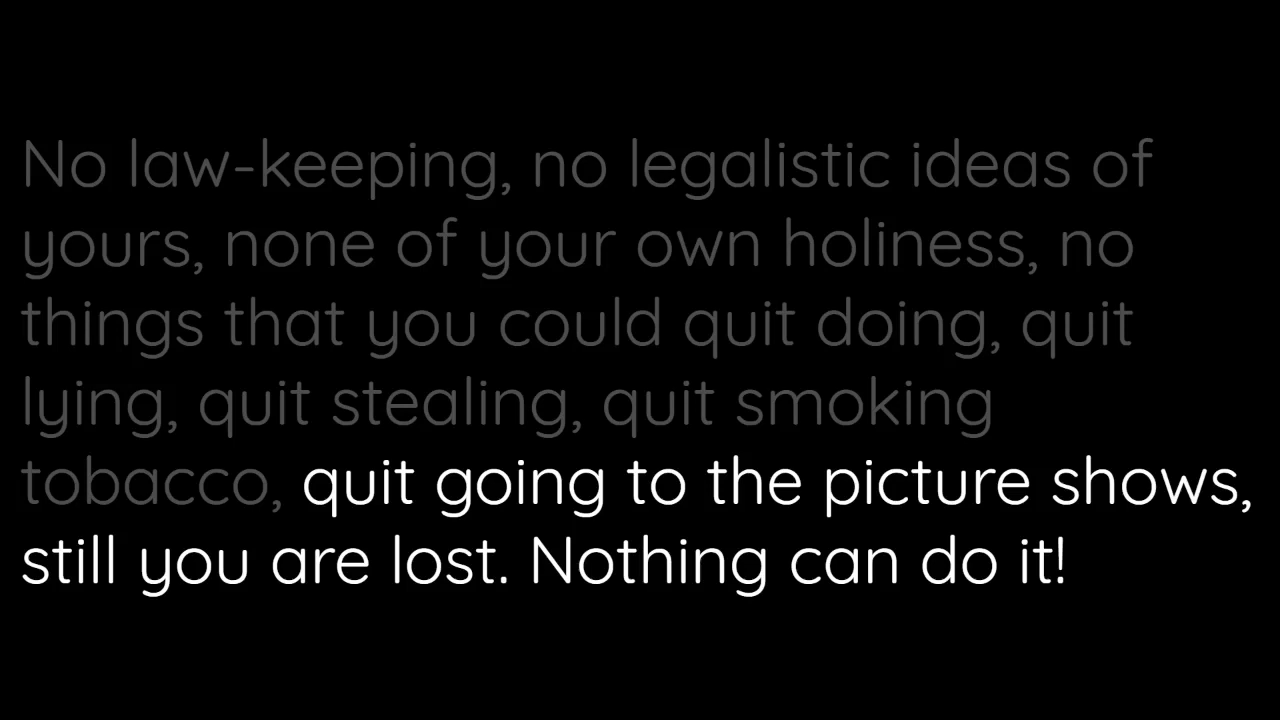 No law-keeping, no legalistic ideas of
yours, none of your own holiness, no
things that you could quit doing, quit
lying, quit stealing, quit smoking
tobacco, quit going to the picture shows,
still you are lost. Nothing can do it!